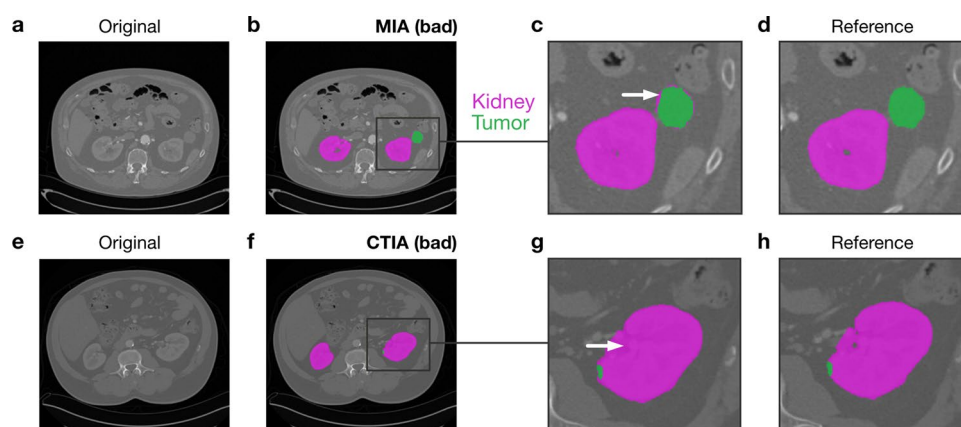 a Original b MIA (bad) c d Reference
Kidney
Tumor
e Original f CTIA (bad) g h Reference